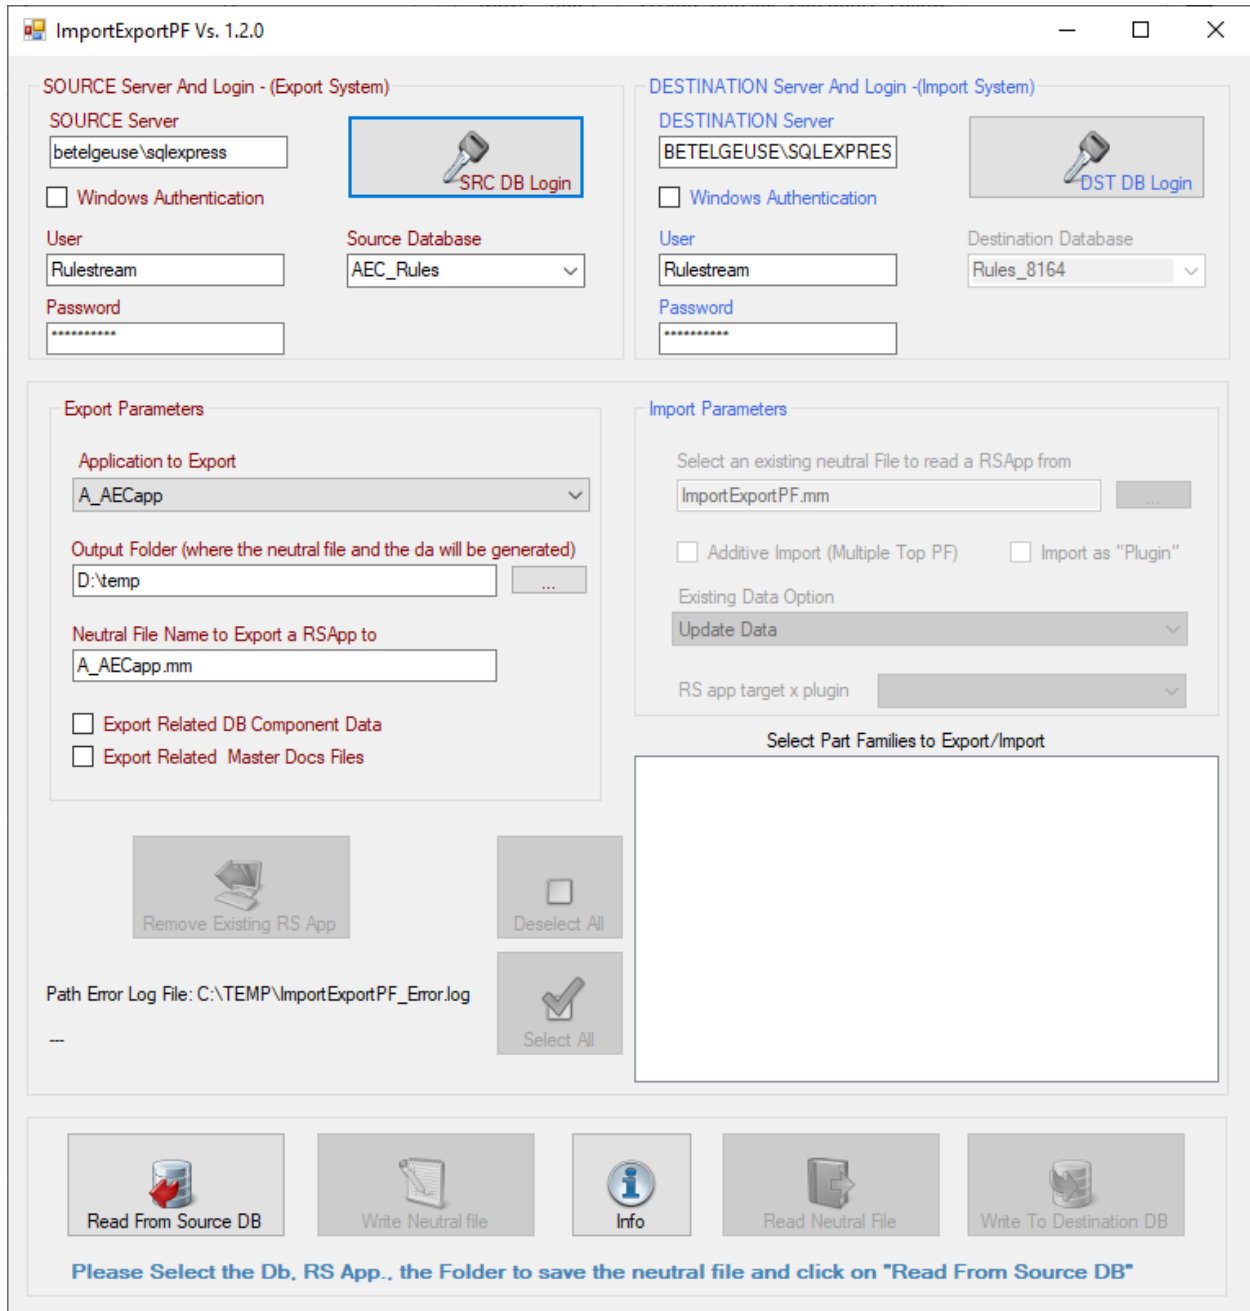 ImportExportPF Vs. 1.2.0
SOURCE Server And Login - (Export System)
SOURCE Server
betelgeuse\sqlexpress
SRC DB Login
Windows Authentication
User
Source Database
Rulestream
AEC_Rules
Password
**********
DESTINATION Server And Login -(Import System)
DESTINATION Server
BETELGEUSE\SQLEXPRES
DST DB Login
Windows Authentication
User
Destination Database
Rulestream
Rules_8164
Password
**********
Export Parameters
Application to Export
A_AECapp
Output Folder (where the neutral file and the da will be generated)
D:\temp
...
Neutral File Name to Export a RSApp to
A_AECapp.mm
Export Related DB Component Data
Export Related  Master Docs Files
Import Parameters
Select an existing neutral File to read a RSApp from
ImportExportPF.mm
...
Additive Import (Multiple Top PF)
Import as "Plugin"
Existing Data Option
Update Data
RS app target x plugin
Select Part Families to Export/Import
Remove Existing RS App
Deselect All
Path Error Log File: C:\TEMP\ImportExportPF_Error.log
Select All
---
Read From Source DB
Write Neutral file
Info
Read Neutral File
Write To Destination DB
Please Select the Db, RS App., the Folder to save the neutral file and click on "Read From Source DB"